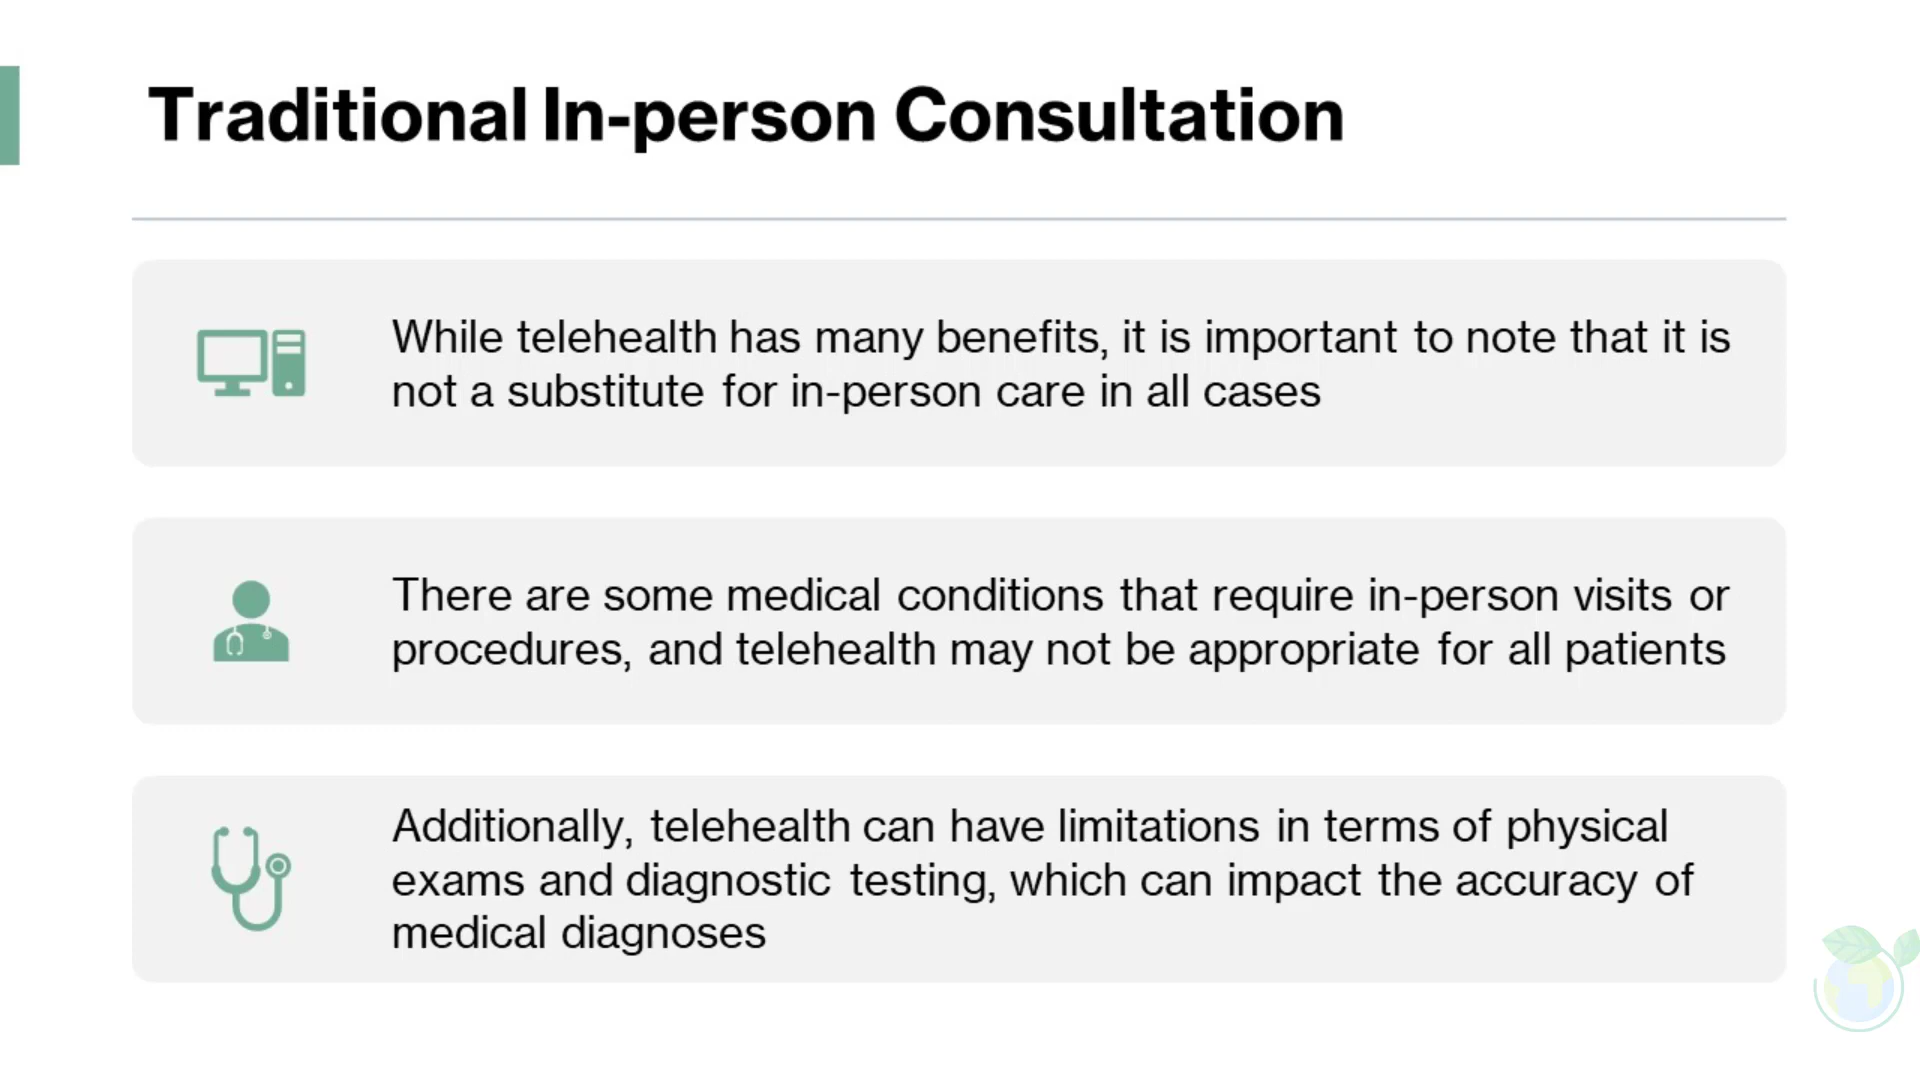 Traditional In-person Consultation
While telehealth has many benefits, it is important to note that it is
not a substitute for in-person care in all cases
There are some medical conditions that require in-person visits or
procedures, and telehealth may not be appropriate for all patients
Additionally, telehealth can have limitations in terms of physical
exams and diagnostic testing, which can impact the accuracy of
medical diagnoses